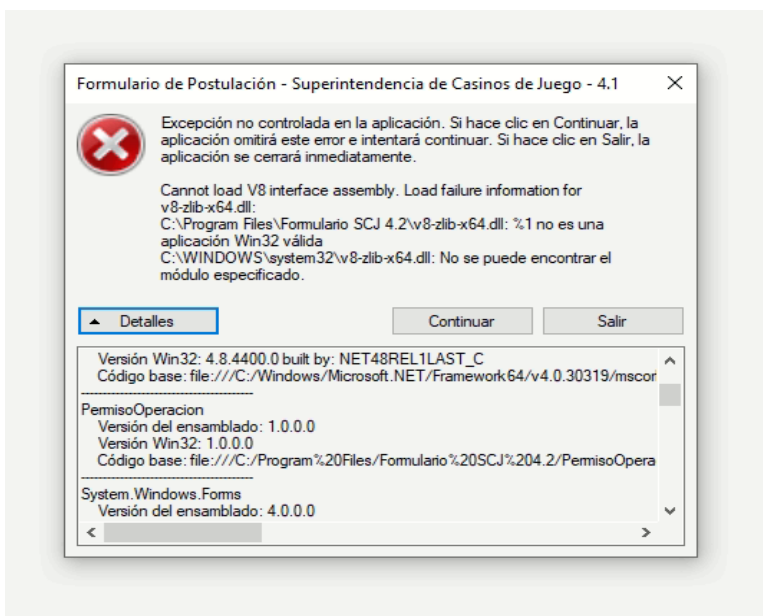 Formulario de Postulación - Superintendencia de Casinos de Juego - 4.1
Excepción no controlada en la aplicación. Si hace clic en Continuar, la
aplicación omitirá este error e intentará continuar. Si hace clic en Salir, la
aplicación se cerrará inmediatamente.
Cannot load V8 interface assembly. Load failure information for
v8-zlib-x64.dll:
C:\Program Files\Formulario SCJ 4.2\v8-zlib-x64.dll: %1 no es una
aplicación Win32 válida
C:\WINDOWS\system32\v8-zlib-x64.dll: No se puede encontrar el
módulo especificado.
Detalles
Continuar
Salir
Versión Win32: 4.8.4400.0 built by: NET48REL1LAST_C
Código base: file:///C:/Windows/Microsoft.NET/Framework64/v4.0.30319/mscorl
----------------------------------------
PermisoOperacion
Versión del ensamblado: 1.0.0.0
Versión Win32: 1.0.0.0
Código base: file:///C:/Program%20Files/Formulario%20SCJ%204.2/PermisoOpera
----------------------------------------
System.Windows.Forms
Versión del ensamblado: 4.0.0.0